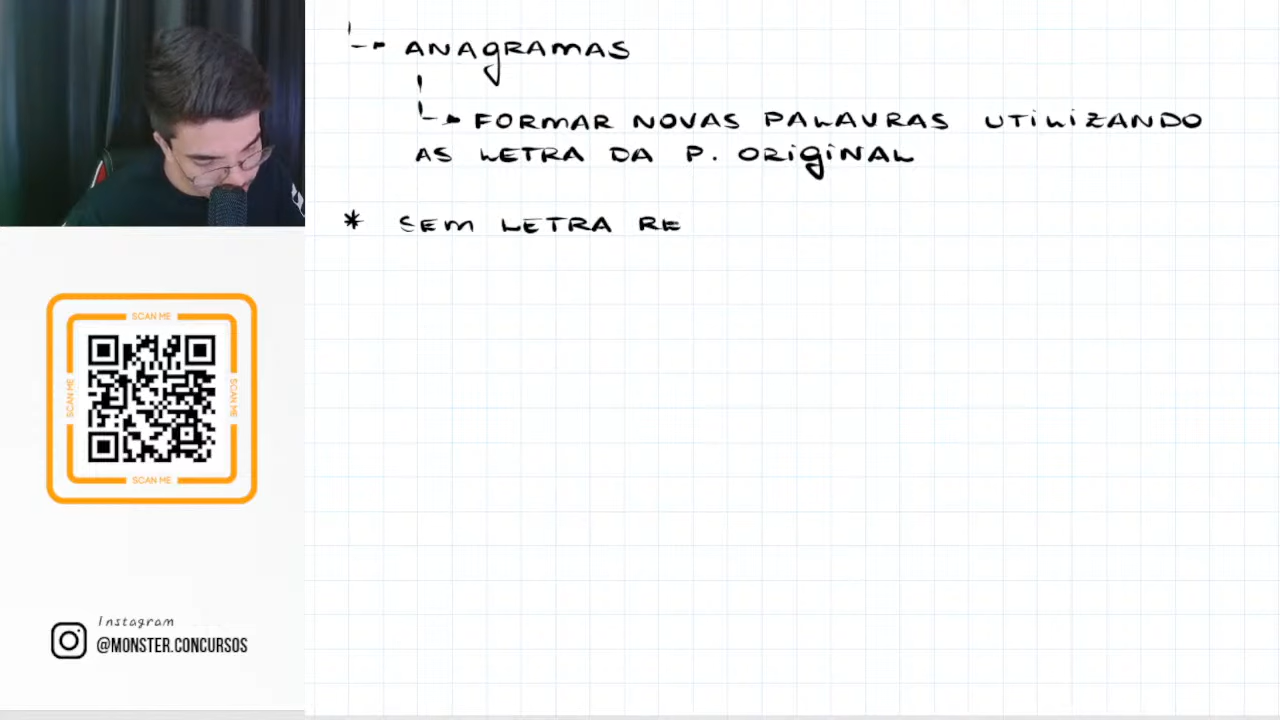 ANAGRAMAS
FORMAR NOVAS PALAVRAS UTILIZANDO
AS LETRA DA P. ORIGINAL
* SEM LETRA RE
SCAN ME
SCAN ME
SCAN ME
SCAN ME
Instagram
@MONSTER.CONCURSOS